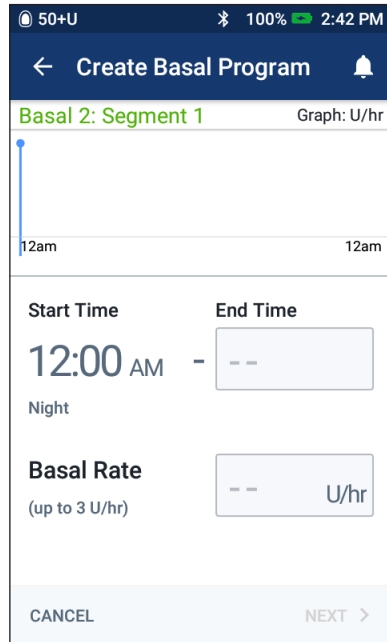 50+U 100% 2:42 PM
Create Basal Program
Basal 2: Segment 1 Graph: U/hr
12am 12am
Start Time End Time
12:00 AM - --
Night
Basal Rate
(up to 3 U/hr) -- U/hr
CANCEL NEXT